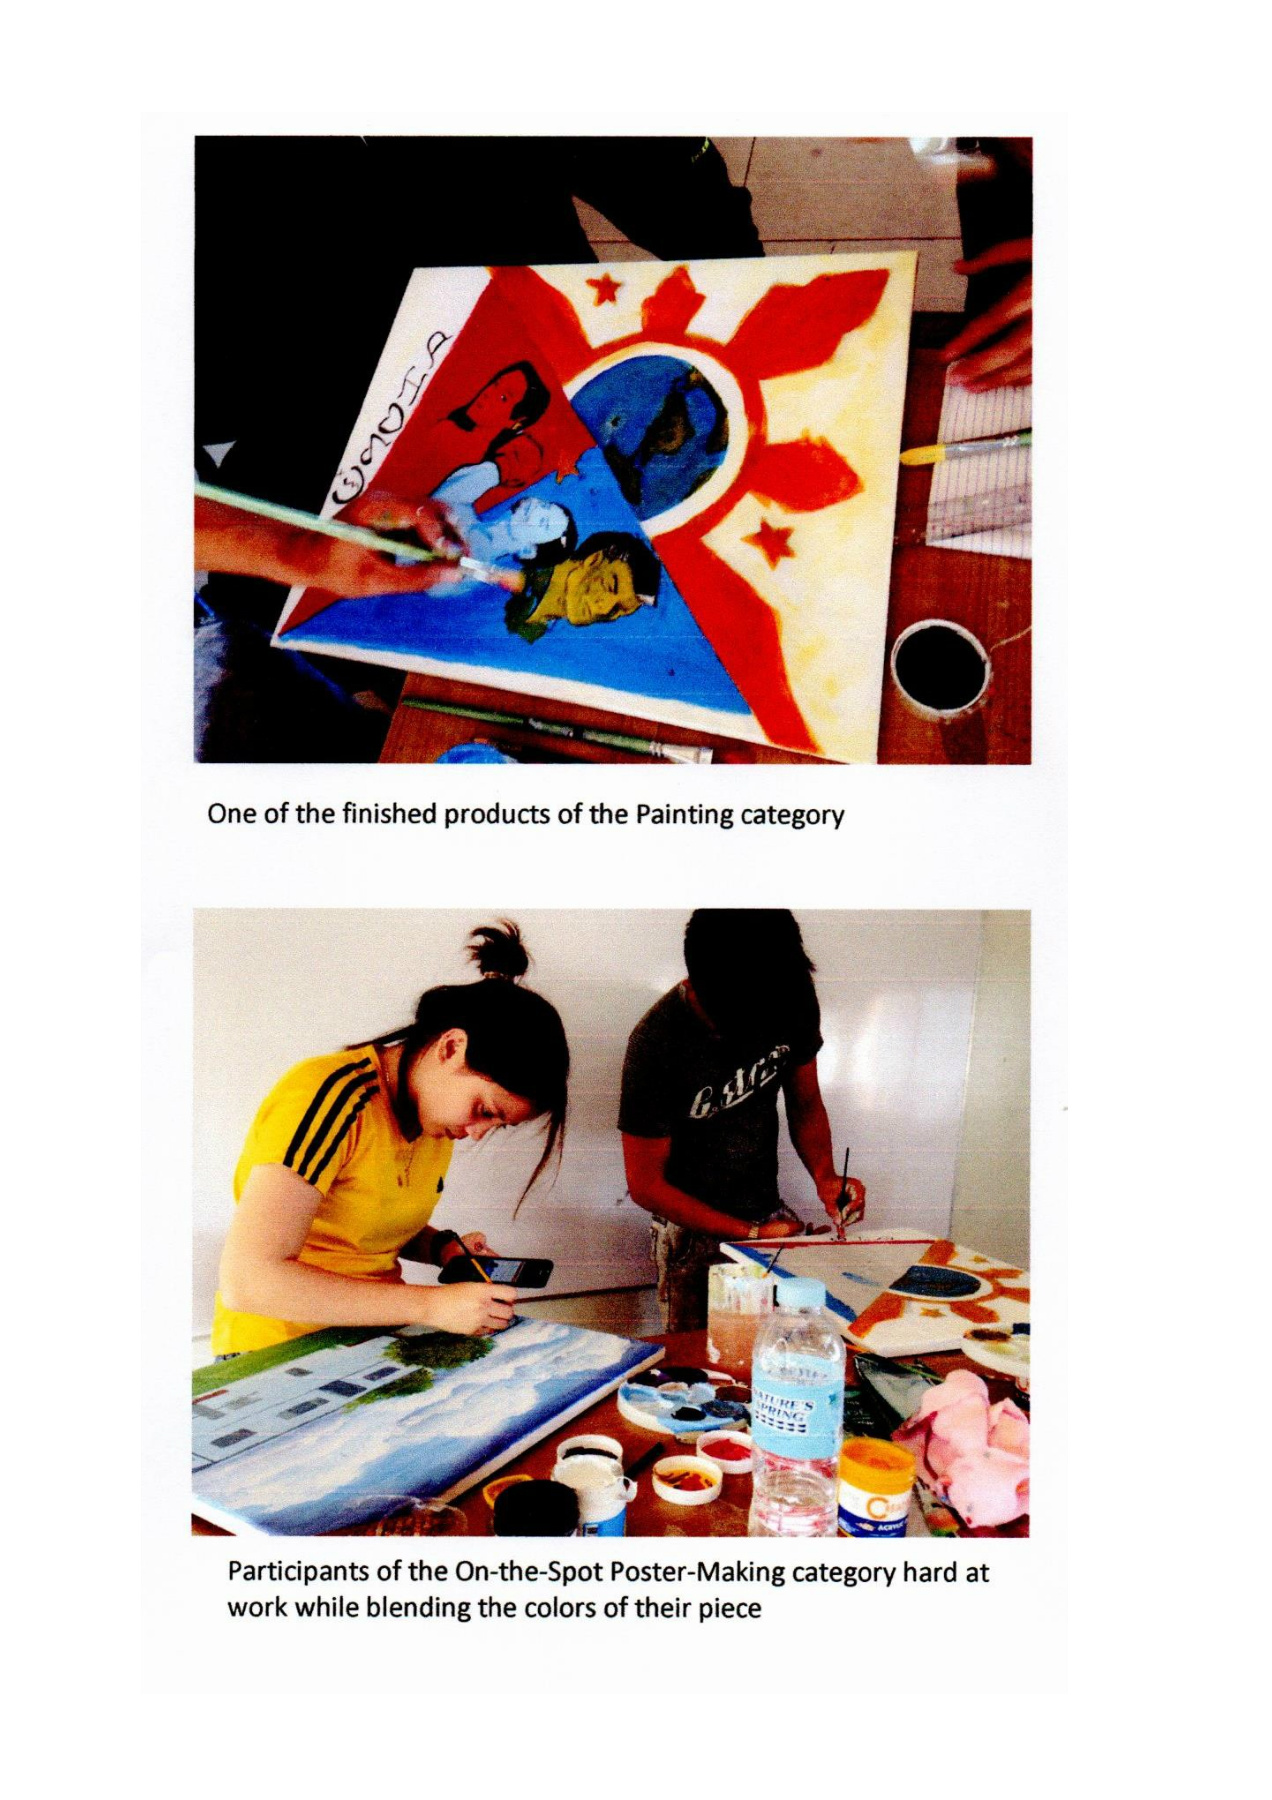 One of the finished products of the Painting category
NATURE'S
SPRING
Participants of the On-the-Spot Poster-Making category hard at
work while blending the colors of their piece